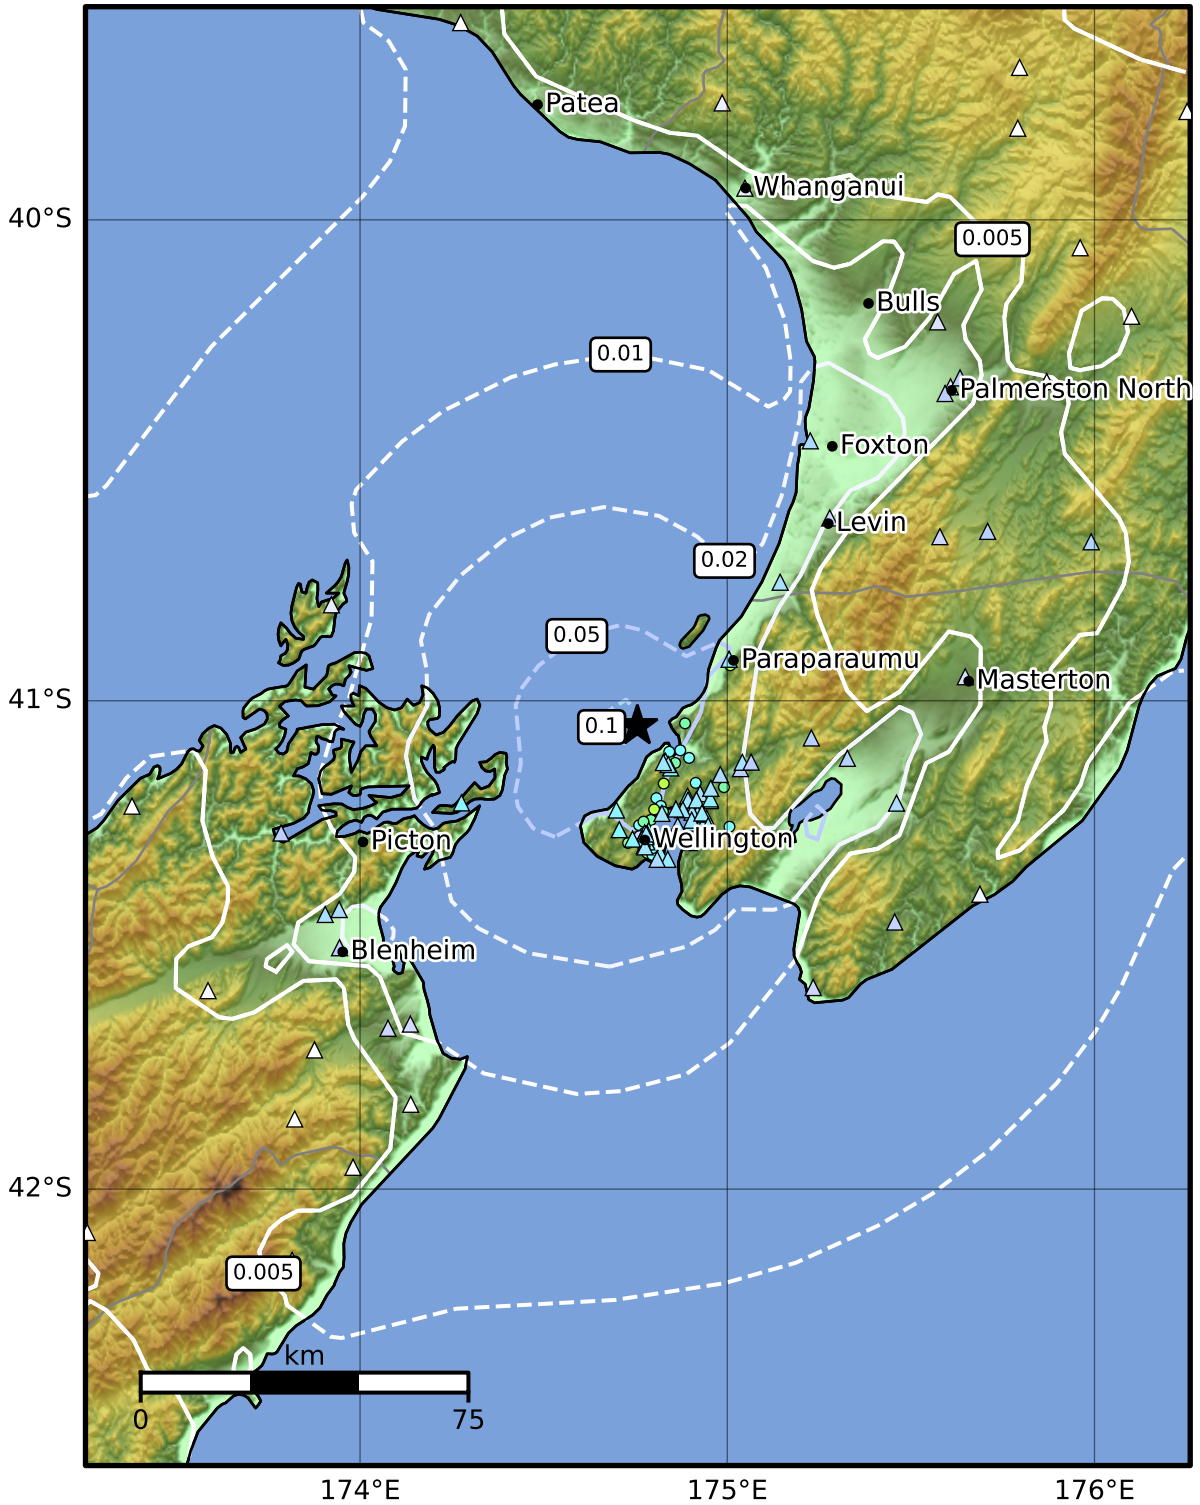 Patea
Whanganui
40°S
0.005
Bulls
0.01
Palmerston North
Foxton
Levin
0.02
0.05
Paraparaumu
Masterton
41°S
0.1
Picton
Wellington
Blenheim
42°S
0.005
km
0
75
174°E
175°E
176°E